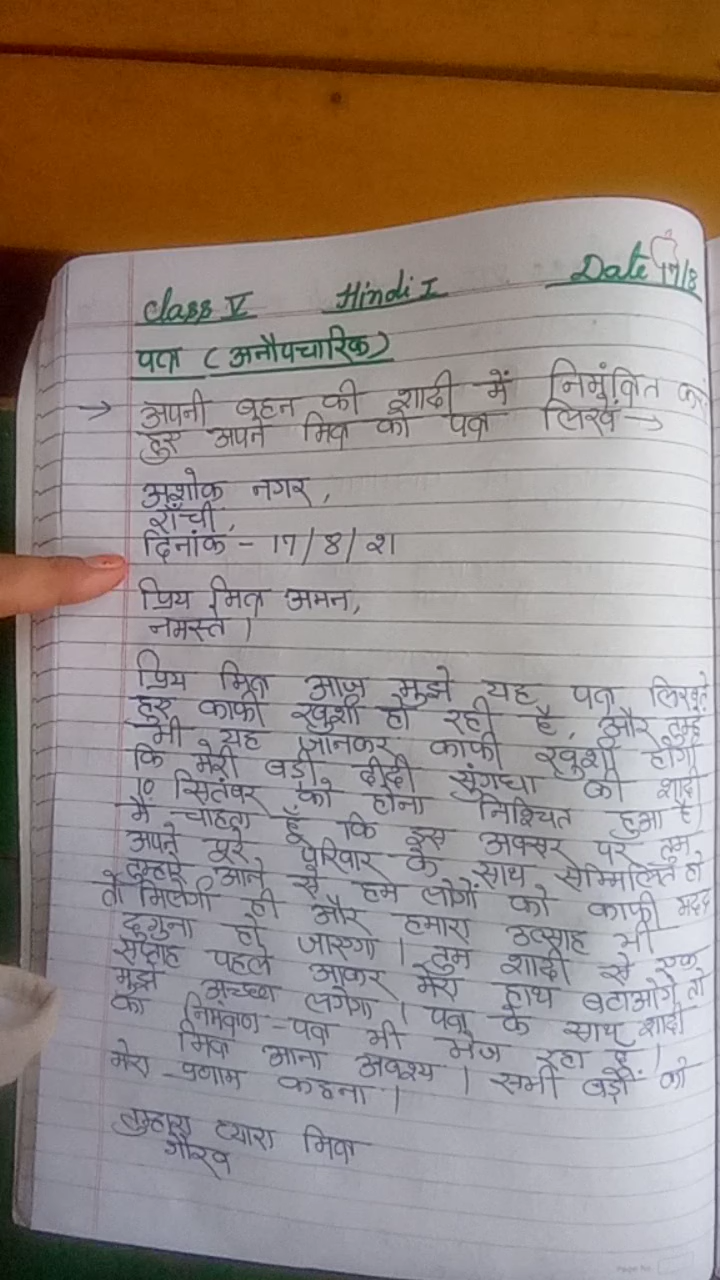 Class V Hindi I Date 17/8
पत्र (अनौपचारिक)
→ अपनी बहन की शादी में निमंत्रित करते
हुए अपने मित्र को पत्र लिखें →
अशोक नगर,
राँची,
दिनांक - 17/8/२१
प्रिय मित्र अमन,
नमस्ते।
प्रिय मित्र आज मुझे यह पत्र लिखते
हुए काफी खुशी हो रही है, और तुम्हे
भी यह जानकर काफी खुशी होगी
कि मेरी बड़ी दीदी सुंगधा की शादी
10 सितंबर को होना निश्चित हुआ है।
मैं चाहता हूँ कि इस अवसर पर तुम
अपने पूरे परिवार के साथ सम्मिलित हो
तुम्हारे आने से हम लोगों को काफी मदद
तो मिलेगी ही और हमारा उत्साह भी
दुगुना हो जाएगा। तुम शादी से एक
सप्ताह पहले आकर मेरा हाथ बटाओगे तो
मुझे अच्छा लगेगा। पत्र के साथ शादी
का निमत्रण-पत्र भी भेज रहा हूँ।
मित्र आना अवश्य। सभी बड़ों को
मेरा प्रणाम कहना।
तुम्हारा प्यारा मित्र
गौरव